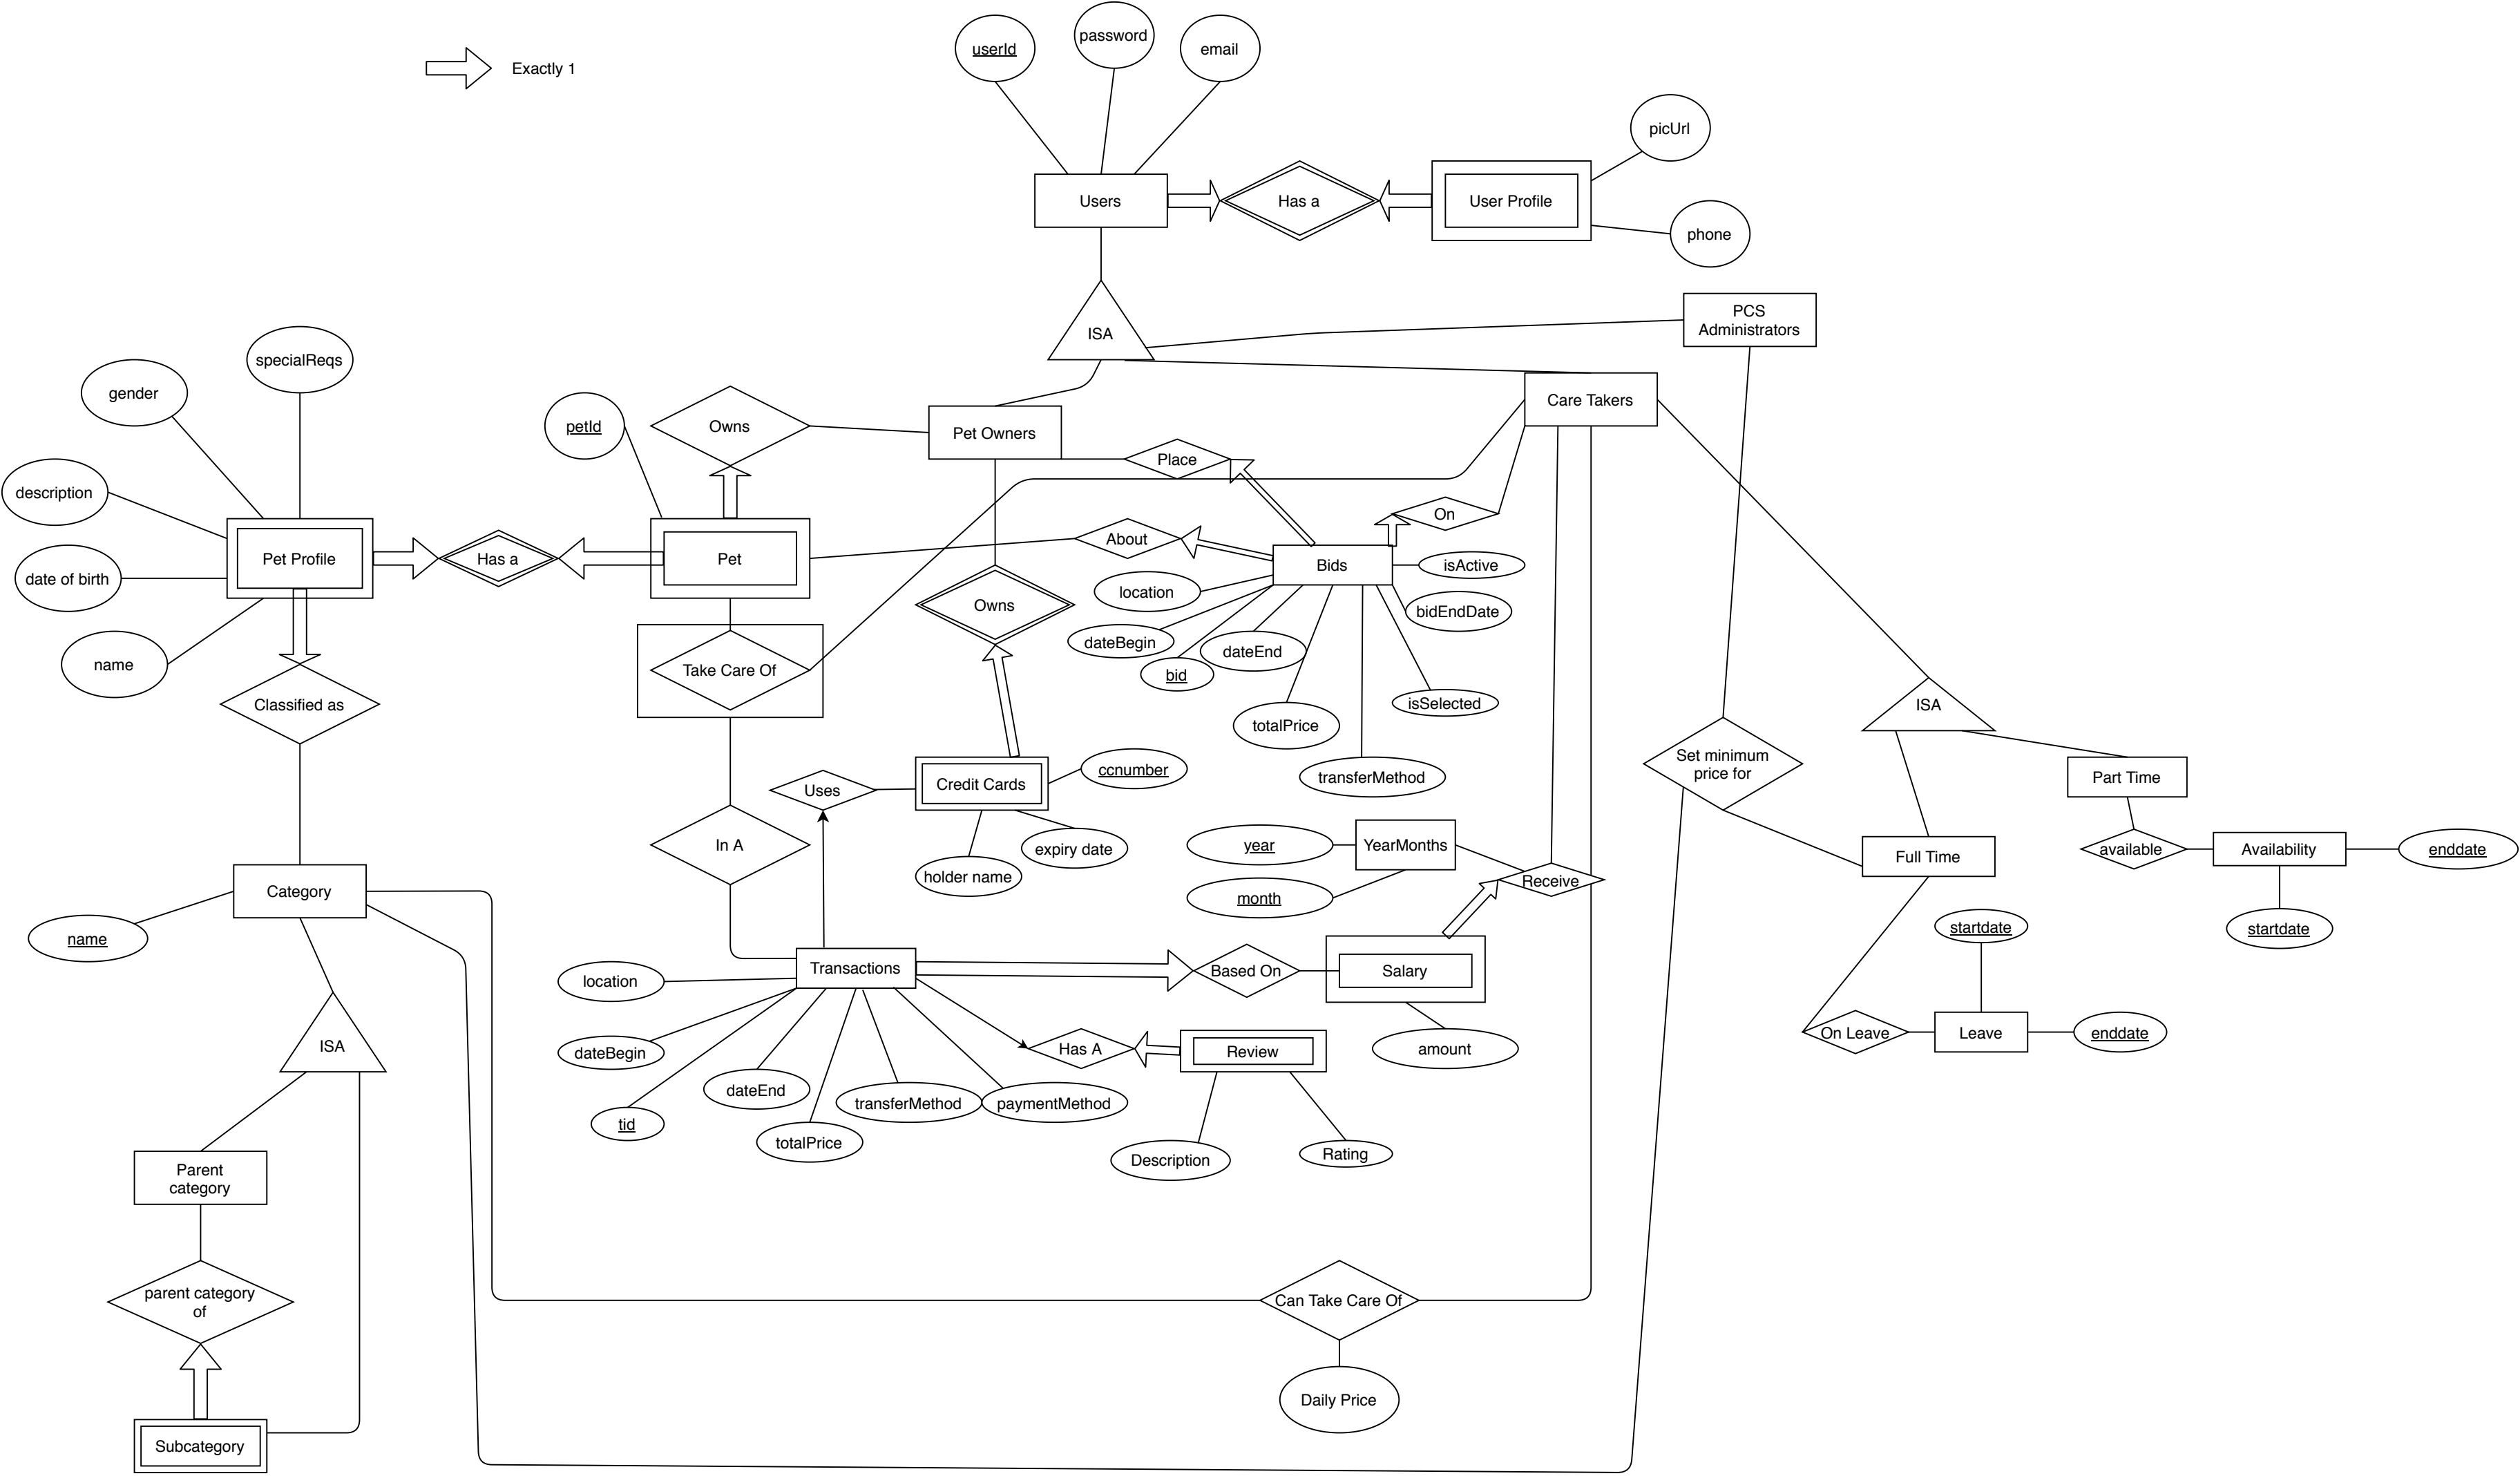 userId
password
email
Exactly 1
picUrl
Users
Has a
User Profile
phone
PCS
Administrators
ISA
specialReqs
gender
Care Takers
petId
Owns
Pet Owners
Place
description
On
Pet Profile
Has a
Pet
About
Bids
isActive
date of birth
location
Owns
bidEndDate
dateBegin
dateEnd
name
Take Care Of
bid
isSelected
Classified as
ISA
totalPrice
Set minimum
price for
Uses
Credit Cards
ccnumber
transferMethod
Part Time
In A
expiry date
year
YearMonths
Full Time
available
Availability
enddate
holder name
Receive
Category
month
name
startdate
startdate
Transactions
Based On
Salary
location
On Leave
Leave
enddate
ISA
dateBegin
Has A
Review
amount
dateEnd
transferMethod
paymentMethod
tid
totalPrice
Description
Rating
Parent
category
parent category
of
Can Take Care Of
Daily Price
Subcategory